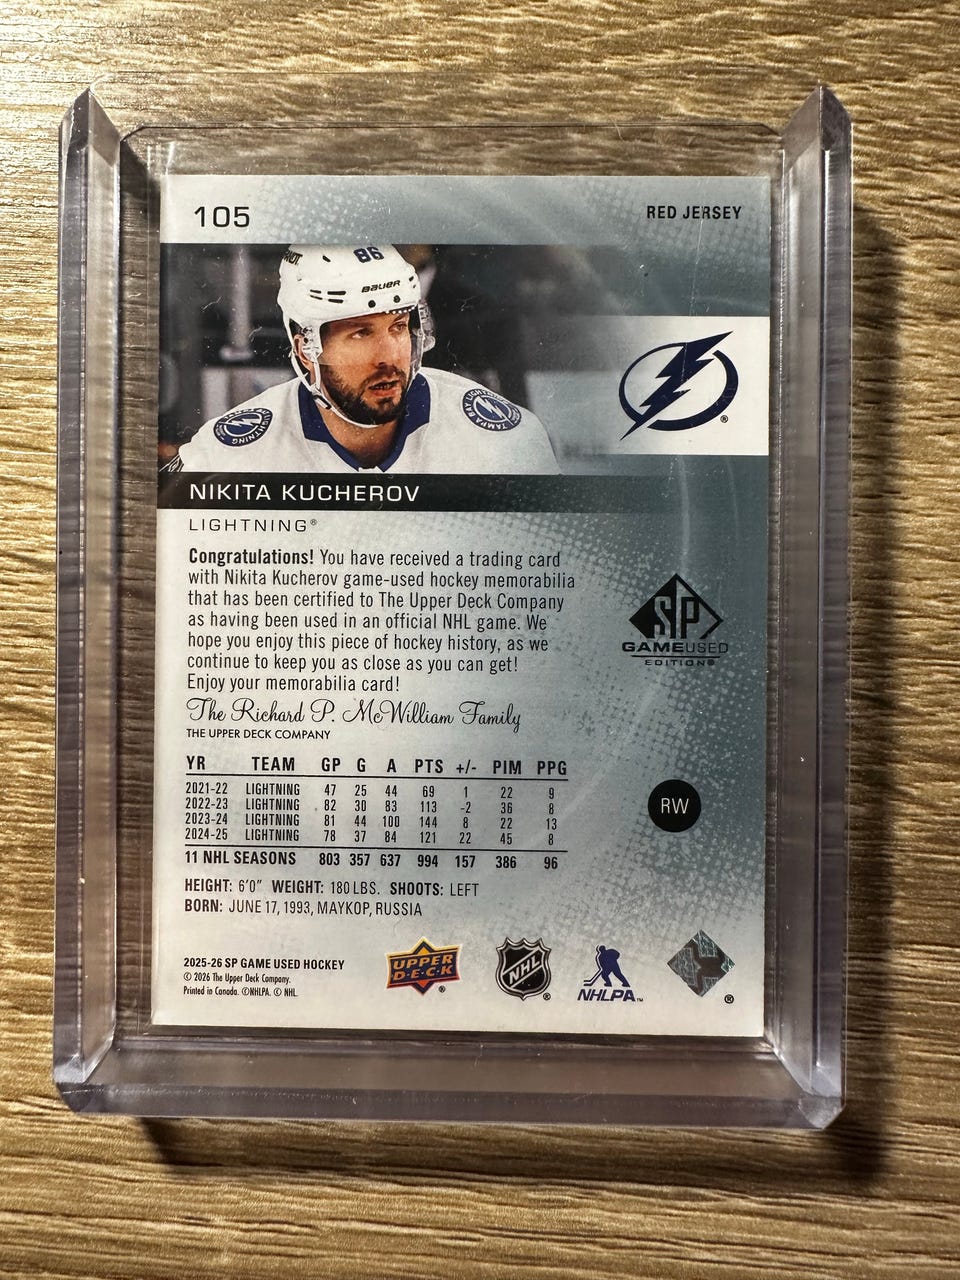 105
RED JERSEY
86
BAUER
TAMPA BAY LIGHTNING
NIKITA KUCHEROV
LIGHTNING®
Congratulations! You have received a trading card
with Nikita Kucherov game-used hockey memorabilia
that has been certified to The Upper Deck Company
as having been used in an official NHL game. We
hope you enjoy this piece of hockey history, as we
continue to keep you as close as you can get!
Enjoy your memorabilia card!
The Richard P. McWilliam Family
THE UPPER DECK COMPANY
SP
GAMEUSED
EDITION®
YR TEAM GP G A PTS +/- PIM PPG
2021-22 LIGHTNING 47 25 44 69 1 22 9
2022-23 LIGHTNING 82 30 83 113 -2 36 8
2023-24 LIGHTNING 81 44 100 144 8 22 13
2024-25 LIGHTNING 78 37 84 121 22 45 8
11 NHL SEASONS 803 357 637 994 157 386 96
RW
HEIGHT: 6'0" WEIGHT: 180 LBS. SHOOTS: LEFT
BORN: JUNE 17, 1993, MAYKOP, RUSSIA
2025-26 SP GAME USED HOCKEY
© 2026 The Upper Deck Company.
Printed in Canada. ©NHLPA. © NHL.
UPPER
D•E•C•K ®
NHL ®
NHLPA™
®